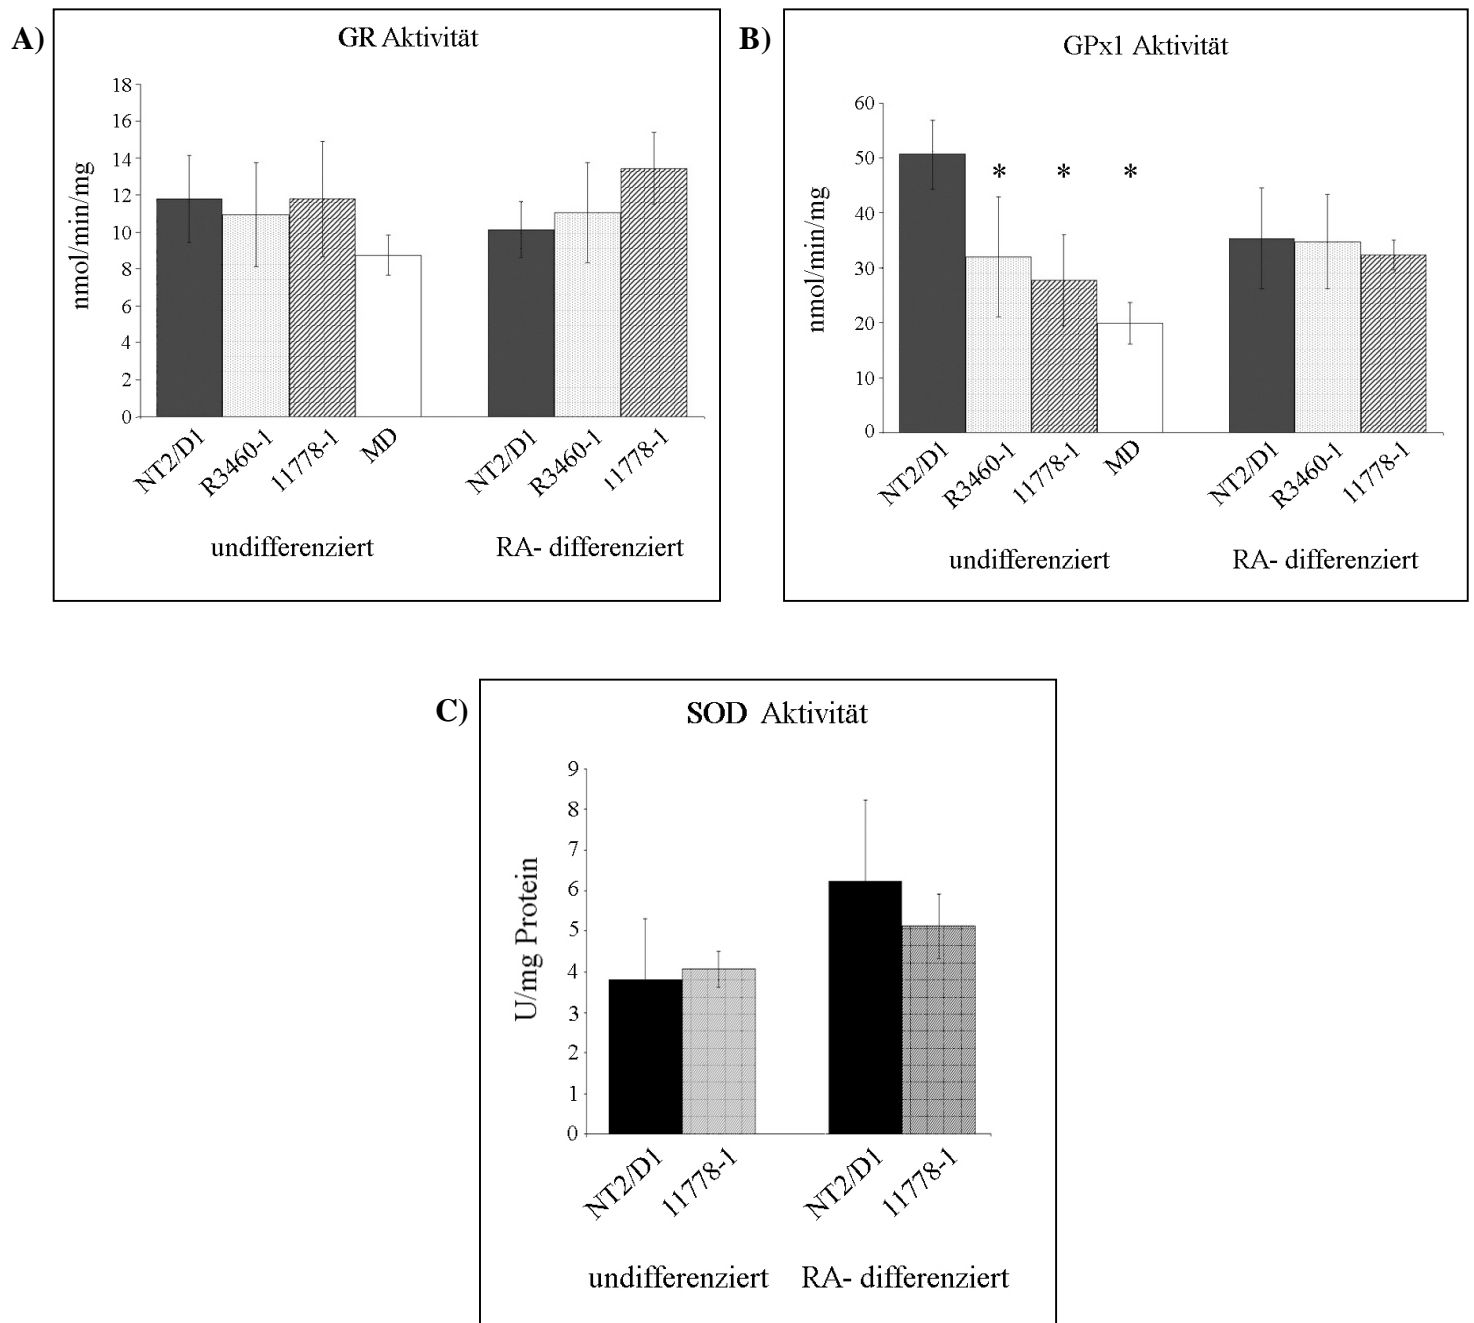 A)
GR Aktivität
nmol/min/mg
18
16
14
12
10
8
6
4
2
0
NT2/D1
R3460-1
11778-1
MD
NT2/D1
R3460-1
11778-1
undifferenziert
RA- differenziert
B)
GPx1 Aktivität
nmol/min/mg
60
50
40
30
20
10
0
* * *
NT2/D1
R3460-1
11778-1
MD
NT2/D1
R3460-1
11778-1
undifferenziert
RA- differenziert
C)
SOD Aktivität
U/mg Protein
9
8
7
6
5
4
3
2
1
0
NT2/D1
11778-1
NT2/D1
11778-1
undifferenziert
RA- differenziert